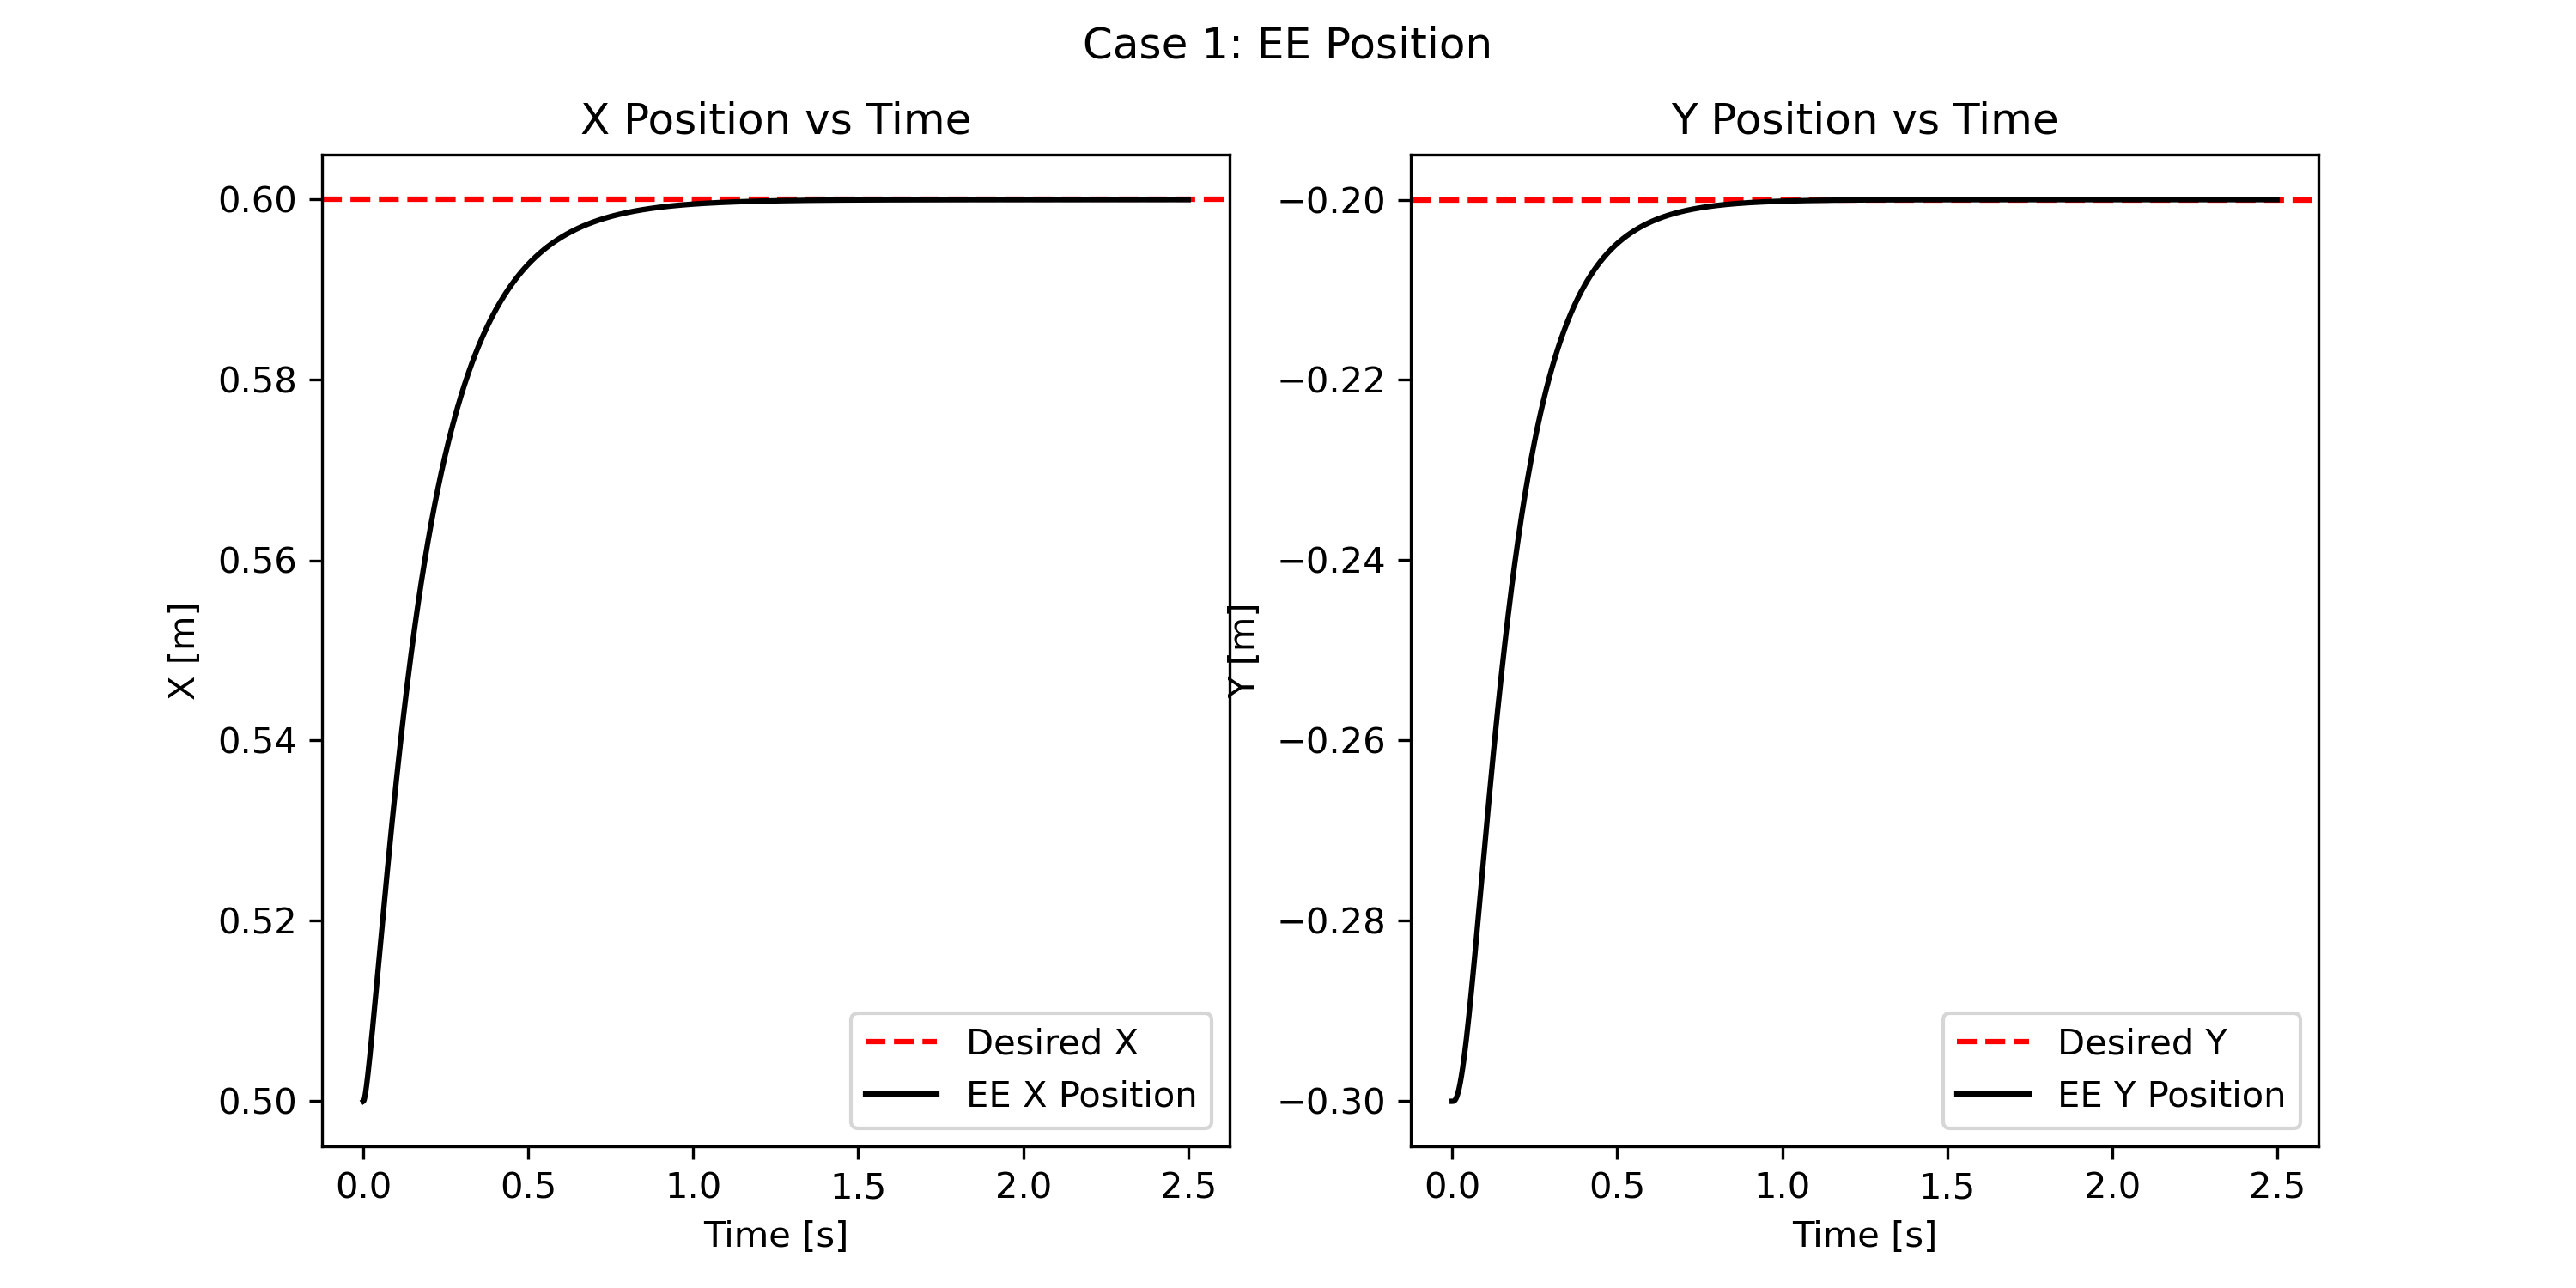 Case 1: EE Position
X Position vs Time
X [m]
0.60
0.58
0.56
0.54
0.52
0.50
0.0 0.5 1.0 1.5 2.0 2.5
Time [s]
Desired X
EE X Position
Y Position vs Time
Y [m]
−0.20
−0.22
−0.24
−0.26
−0.28
−0.30
0.0 0.5 1.0 1.5 2.0 2.5
Time [s]
Desired Y
EE Y Position